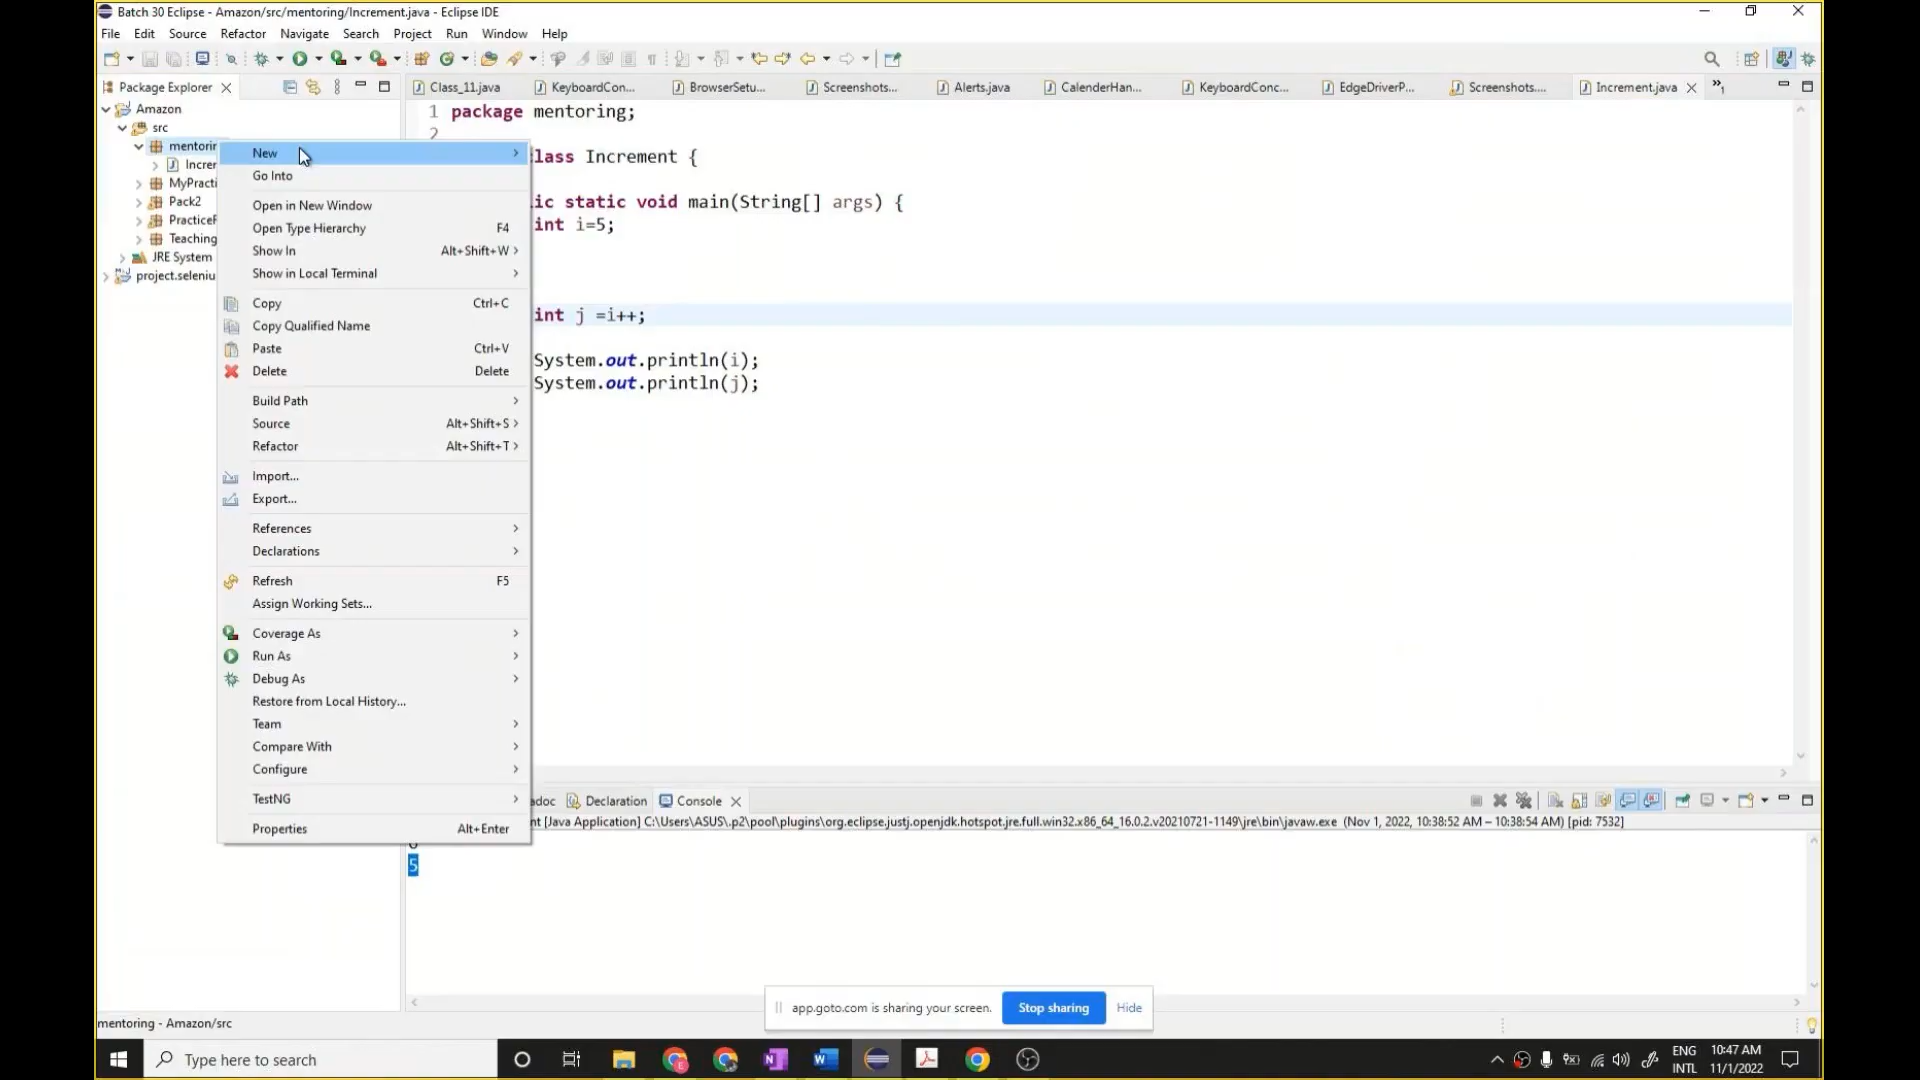 Batch 30 Eclipse - Amazon/src/mentoring/Increment.java - Eclipse IDE
File Edit Source Refactor Navigate Search Project Run Window Help
Package Explorer
Class_11.java KeyboardCon... BrowserSetu... Screenshots... Alerts.java CalenderHan... KeyboardConc... EdgeDriverP... Screenshots.... Increment.java »1
Amazon
src
mentorin
Increr
MyPracti
Pack2
PracticeF
Teaching
JRE System
project.seleniu
1 package mentoring;
2
class Increment {
lic static void main(String[] args) {
int i=5;
int j =i++;
System.out.println(i);
System.out.println(j);
New
Go Into
Open in New Window
Open Type Hierarchy F4
Show In Alt+Shift+W
Show in Local Terminal
Copy Ctrl+C
Copy Qualified Name
Paste Ctrl+V
Delete Delete
Build Path
Source Alt+Shift+S
Refactor Alt+Shift+T
Import...
Export...
References
Declarations
Refresh F5
Assign Working Sets...
Coverage As
Run As
Debug As
Restore from Local History...
Team
Compare With
Configure
TestNG
Properties Alt+Enter
adoc Declaration Console
nt [Java Application] C:\Users\ASUS\.p2\pool\plugins\org.eclipse.justj.openjdk.hotspot.jre.full.win32.x86_64_16.0.2.v20210721-1149\jre\bin\javaw.exe (Nov 1, 2022, 10:38:52 AM – 10:38:54 AM) [pid: 7532]
5
app.goto.com is sharing your screen. Stop sharing Hide
mentoring - Amazon/src
Type here to search
ENG 10:47 AM
INTL 11/1/2022